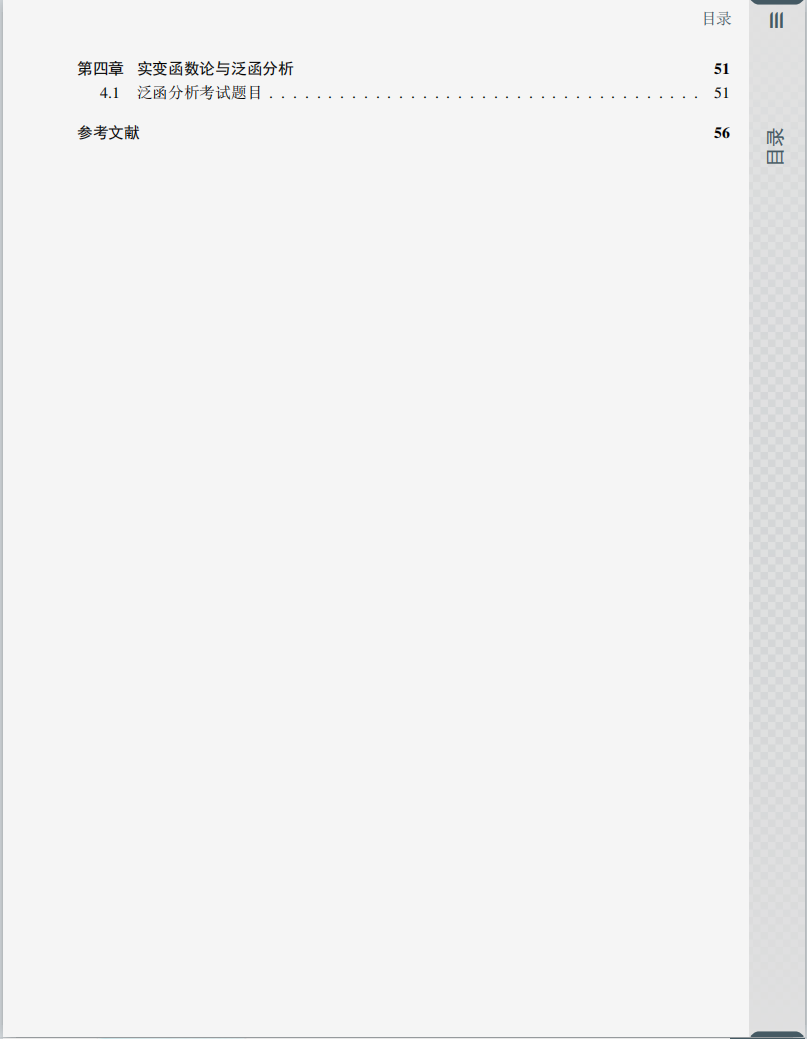 目录
III
第四章 实变函数论与泛函分析 51
4.1 泛函分析考试题目 . . . . . . . . . . . . . . . . . . . . . . . . . . . . . . . . . . . . . 51
参考文献 56
目录